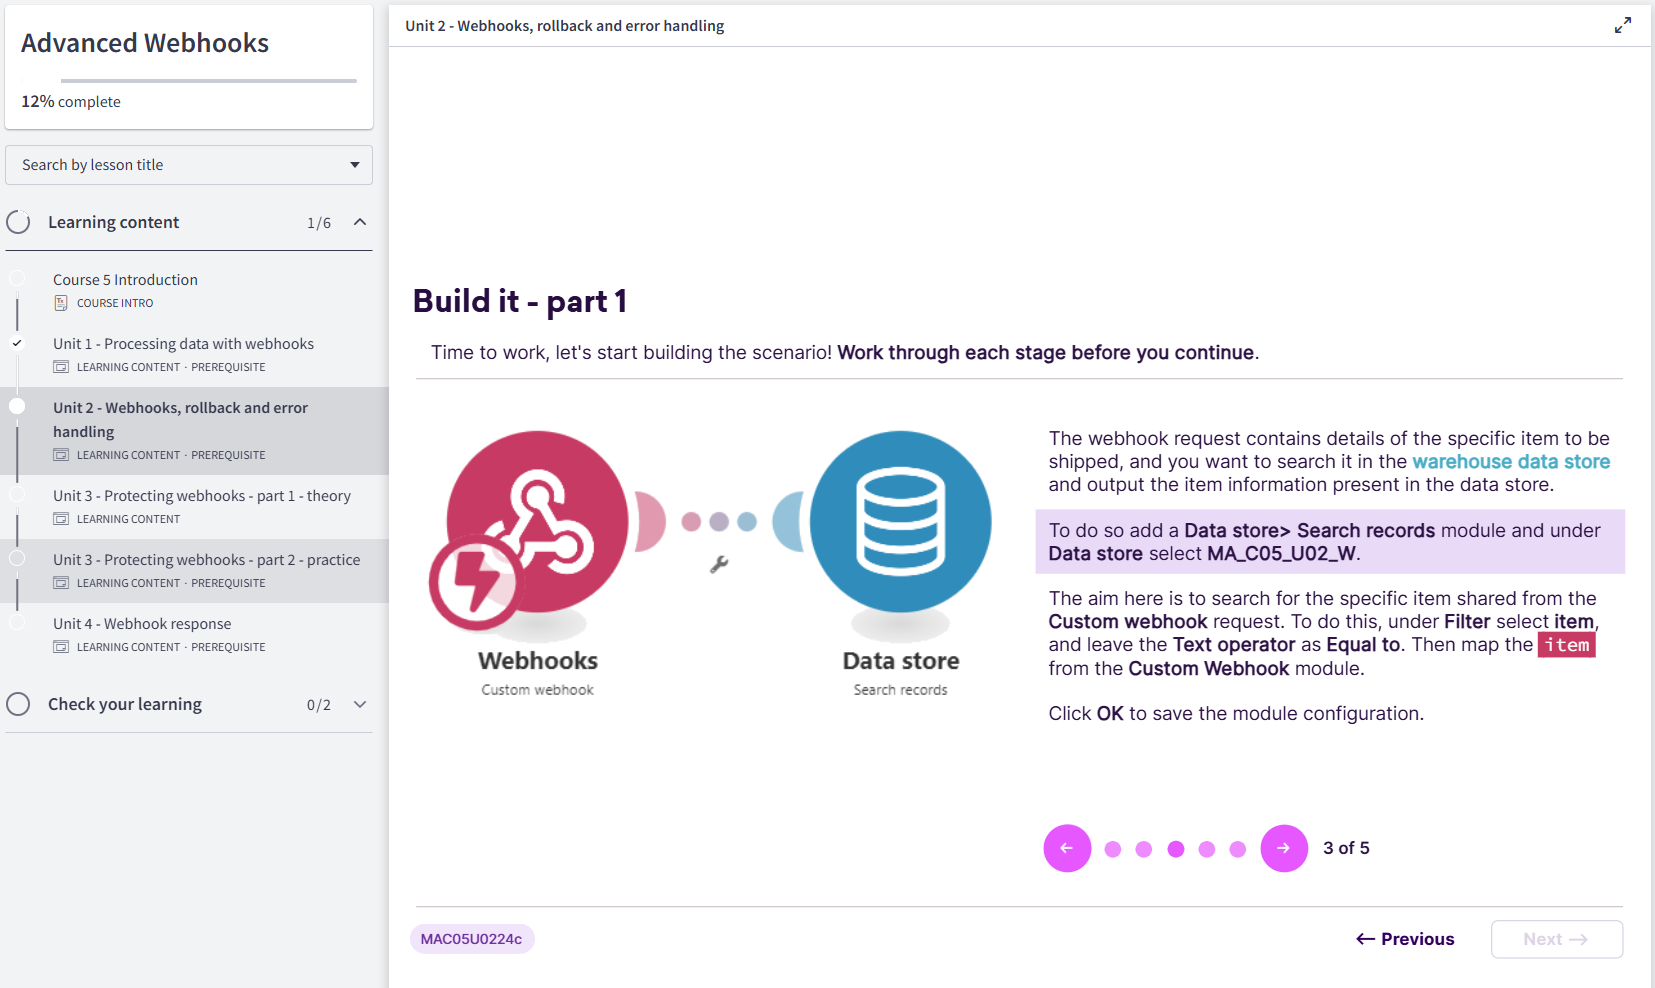 Advanced Webhooks
12% complete
Search by lesson title
Learning content 1/6
Course 5 Introduction
COURSE INTRO
Unit 1 - Processing data with webhooks
LEARNING CONTENT · PREREQUISITE
Unit 2 - Webhooks, rollback and error
handling
LEARNING CONTENT · PREREQUISITE
Unit 3 - Protecting webhooks - part 1 - theory
LEARNING CONTENT
Unit 3 - Protecting webhooks - part 2 - practice
LEARNING CONTENT · PREREQUISITE
Unit 4 - Webhook response
LEARNING CONTENT · PREREQUISITE
Check your learning 0/2
Unit 2 - Webhooks, rollback and error handling
Build it - part 1
Time to work, let's start building the scenario! Work through each stage before you continue.
Webhooks
Custom webhook
Data store
Search records
The webhook request contains details of the specific item to be
shipped, and you want to search it in the warehouse data store
and output the item information present in the data store.
To do so add a Data store> Search records module and under
Data store select MA_C05_U02_W.
The aim here is to search for the specific item shared from the
Custom webhook request. To do this, under Filter select item,
and leave the Text operator as Equal to. Then map the item
from the Custom Webhook module.
Click OK to save the module configuration.
3 of 5
MAC05U0224c
← Previous
Next →